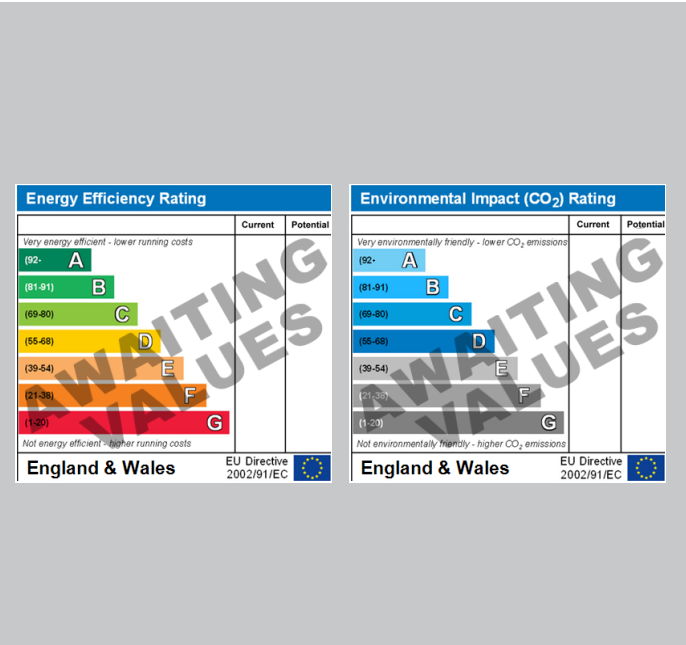 Energy Efficiency Rating
Current Potential
Very energy efficient - lower running costs
(92- A
(81-91) B
(69-80) C
(55-68) D
(39-54) E
(21-38) F
(1-20) G
Not energy efficient - higher running costs
England & Wales
EU Directive
2002/91/EC
AWAITING
VALUES
Environmental Impact (CO₂) Rating
Current Potential
Very environmentally friendly - lower CO₂ emissions
(92- A
(81-91) B
(69-80) C
(55-68) D
(39-54) E
(21-38) F
(1-20) G
Not environmentally friendly - higher CO₂ emissions
England & Wales
EU Directive
2002/91/EC
AWAITING
VALUES